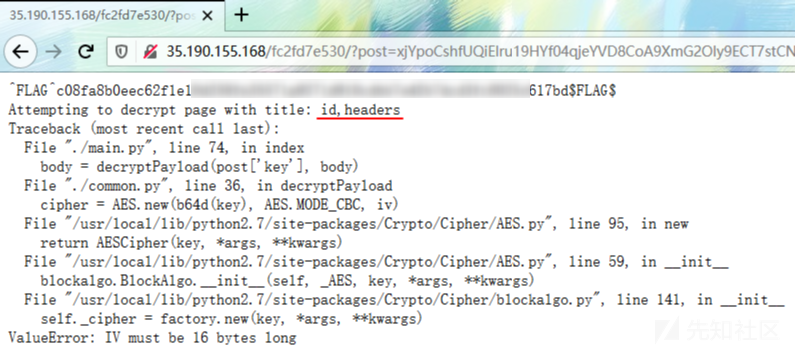 35.190.155.168/fc2fd7e530/?pos
35.190.155.168/fc2fd7e530/?post=xjYpoCshfUQiEIru19HYf04qjeYVD8CoA9XmG2Oly9ECT7stCN
^FLAG^c08fa8b0eec62f1e1 617bd$FLAG$
Attempting to decrypt page with title: id,headers
Traceback (most recent call last):
File "./main.py", line 74, in index
body = decryptPayload(post['key'], body)
File "./common.py", line 36, in decryptPayload
cipher = AES.new(b64d(key), AES.MODE_CBC, iv)
File "/usr/local/lib/python2.7/site-packages/Crypto/Cipher/AES.py", line 95, in new
return AESCipher(key, *args, **kwargs)
File "/usr/local/lib/python2.7/site-packages/Crypto/Cipher/AES.py", line 59, in __init__
blockalgo.BlockAlgo.__init__(self, _AES, key, *args, **kwargs)
File "/usr/local/lib/python2.7/site-packages/Crypto/Cipher/blockalgo.py", line 141, in __init__
self._cipher = factory.new(key, *args, **kwargs)
ValueError: IV must be 16 bytes long
先知社区